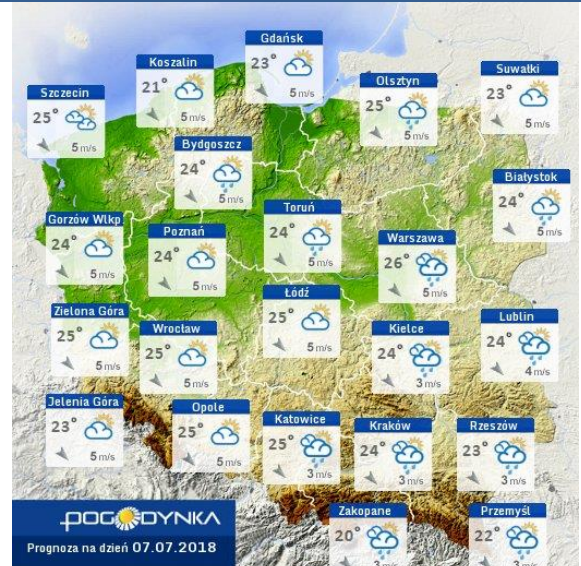 Gdańsk
23°
5 m/s
Koszalin
21°
5 m/s
Suwałki
23°
5 m/s
Olsztyn
25°
5 m/s
Szczecin
25°
5 m/s
Bydgoszcz
24°
5 m/s
Białystok
24°
5 m/s
Toruń
24°
5 m/s
Gorzów Wlkp
24°
5 m/s
Poznań
24°
5 m/s
Warszawa
26°
5 m/s
Łódź
25°
5 m/s
Zielona Góra
25°
5 m/s
Wrocław
25°
5 m/s
Kielce
24°
3 m/s
Lublin
24°
4 m/s
Jelenia Góra
23°
5 m/s
Opole
25°
5 m/s
Katowice
25°
3 m/s
Kraków
24°
3 m/s
Rzeszów
23°
3 m/s
Zakopane
20°
3 m/s
Przemyśl
22°
3 m/s
POGODYNKA
Prognoza na dzień 07.07.2018